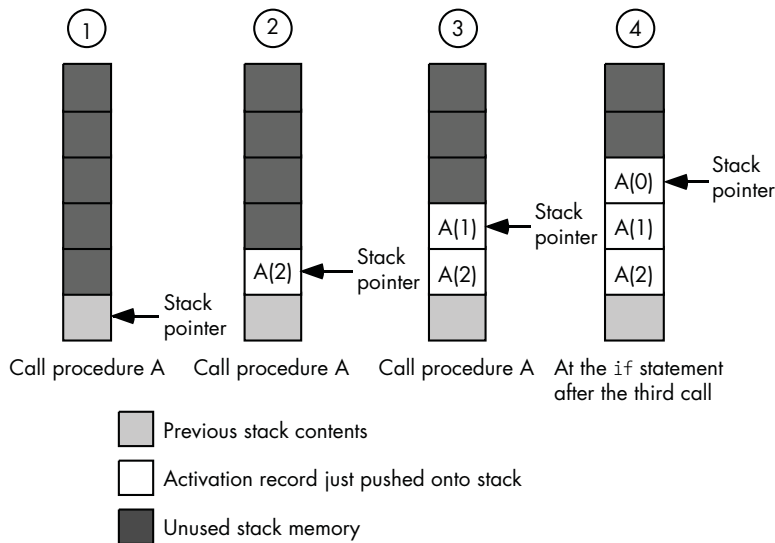 1
2
3
4
A(0)
Stack
pointer
A(1)
Stack
pointer
A(1)
A(2)
Stack
pointer
A(2)
A(2)
Stack
pointer
Call procedure A
Call procedure A
Call procedure A
At the if statement
after the third call
Previous stack contents
Activation record just pushed onto stack
Unused stack memory